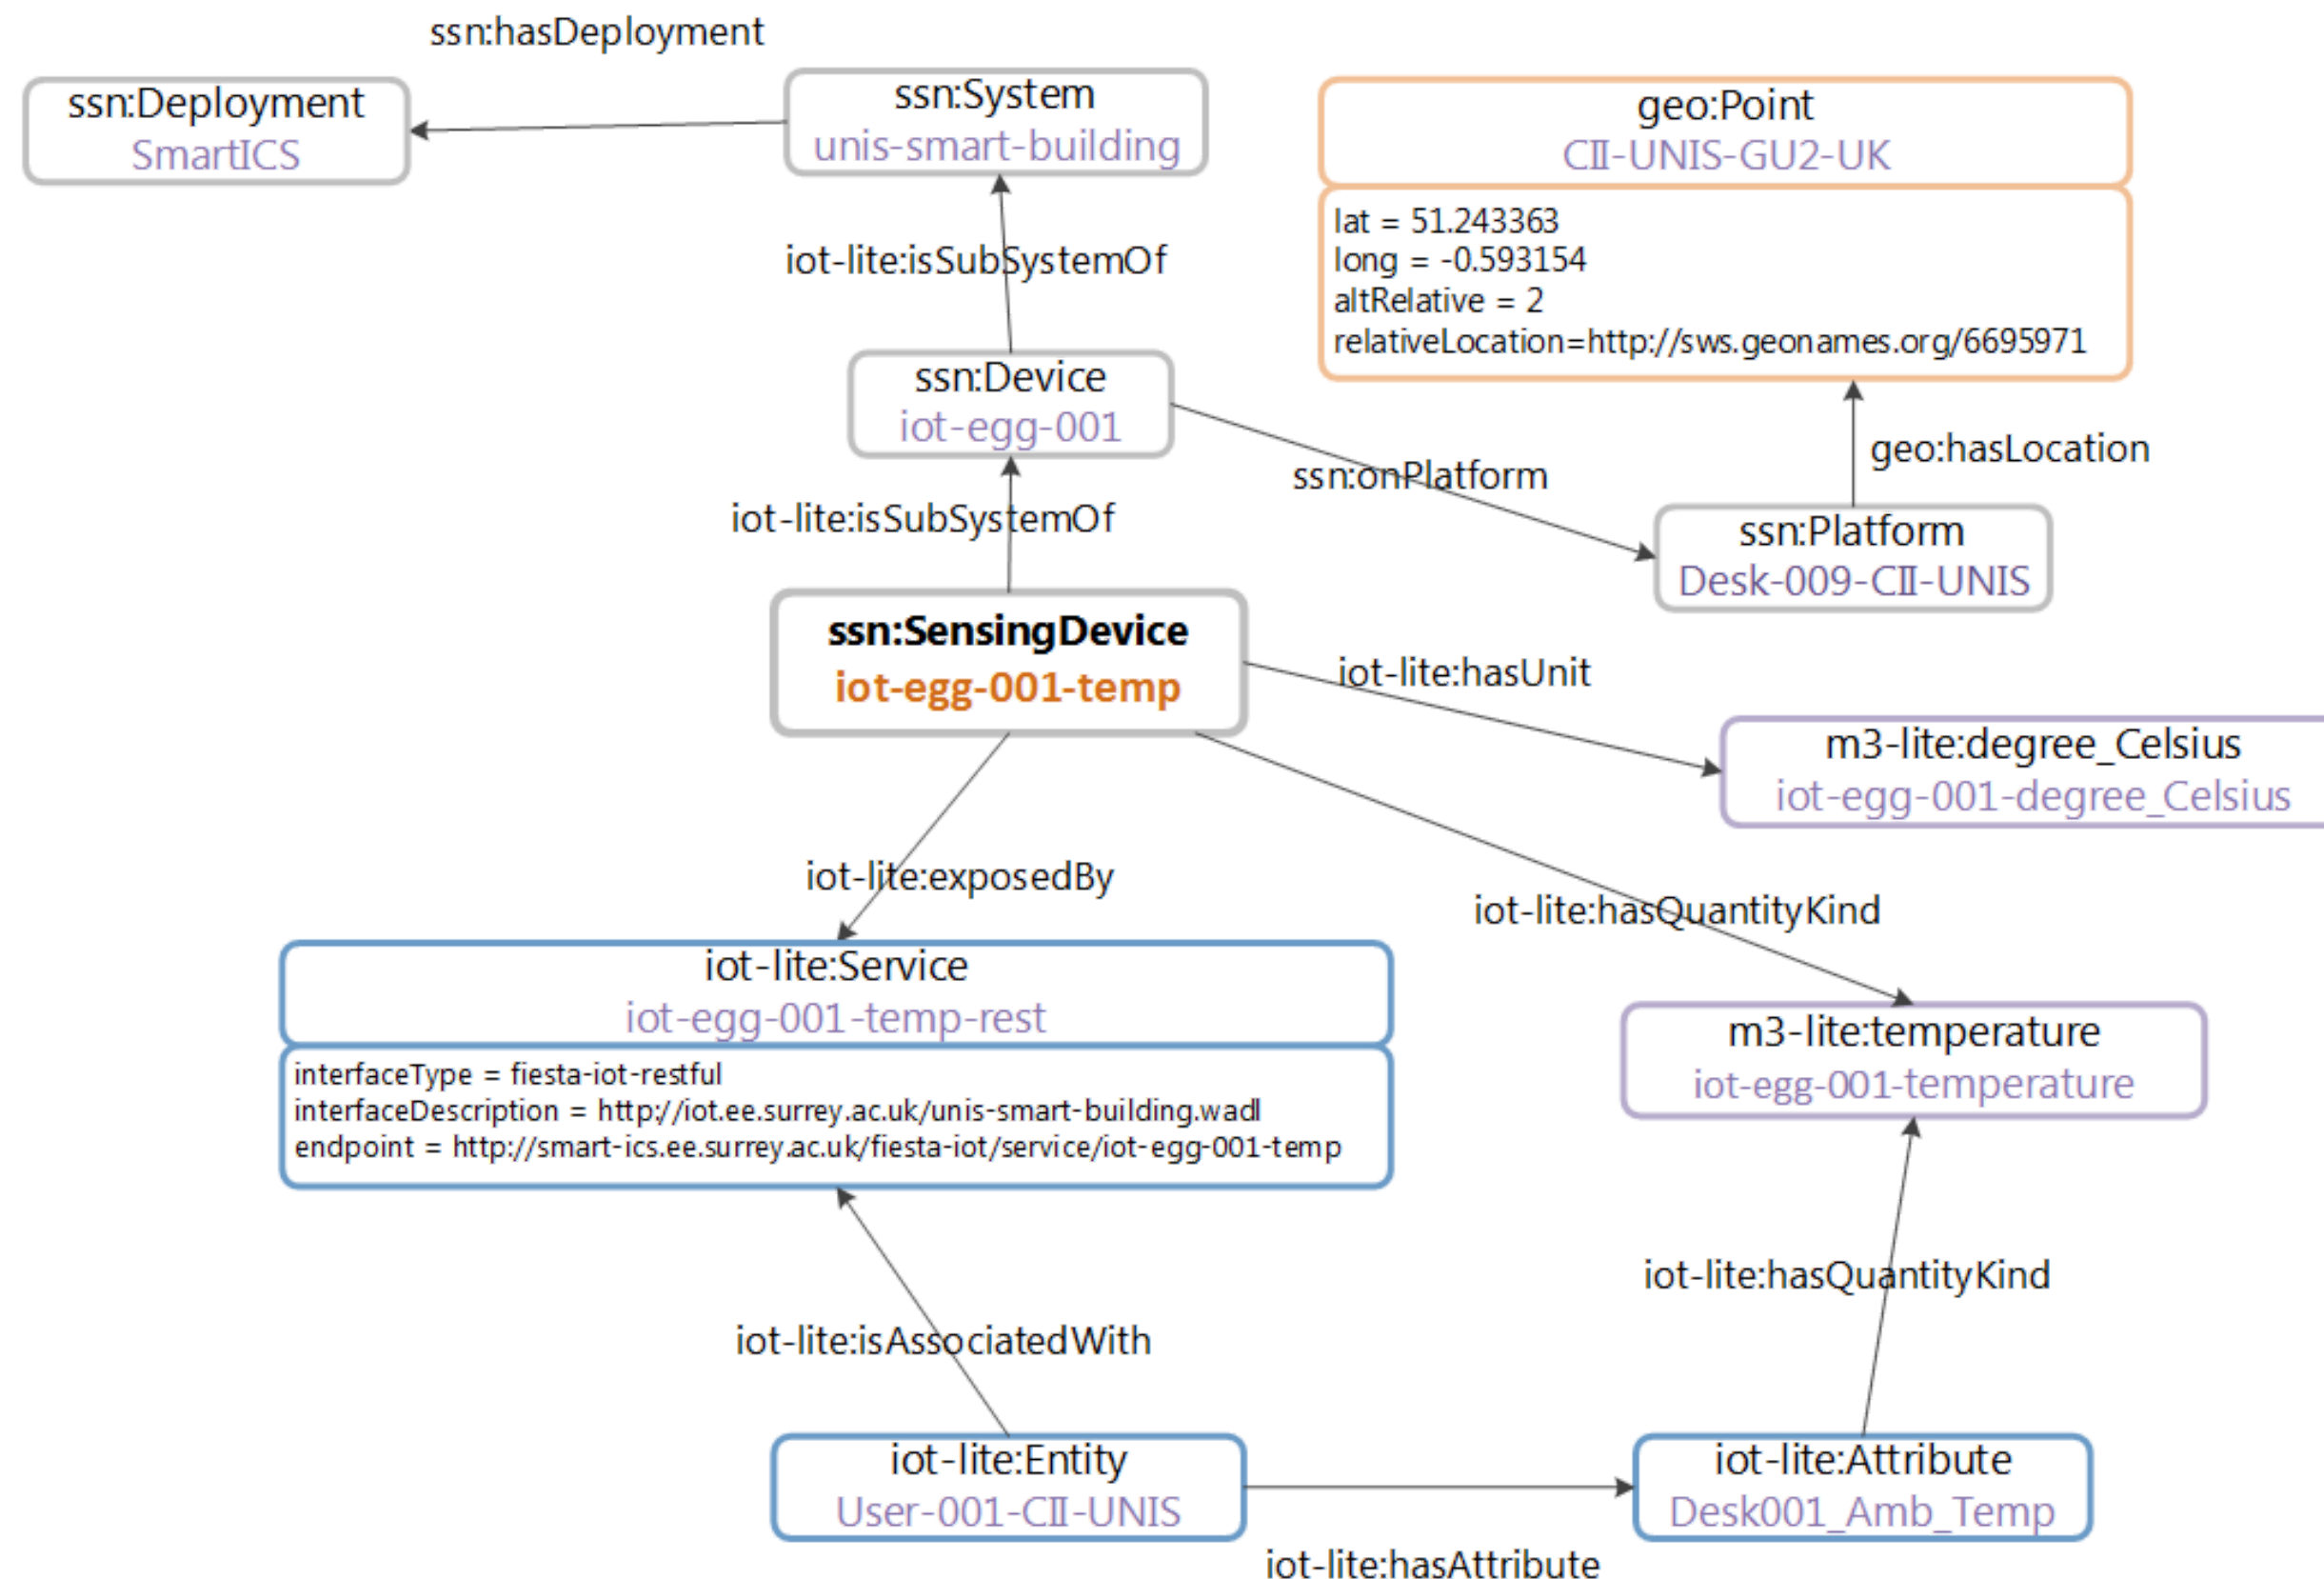 ssn:hasDeployment
ssn:Deployment
SmartICS
ssn:System
unis-smart-building
geo:Point
CII-UNIS-GU2-UK
lat = 51.243363
long = -0.593154
altRelative = 2
relativeLocation=http://sws.geonames.org/6695971
iot-lite:isSubSystemOf
ssn:Device
iot-egg-001
ssn:onPlatform
geo:hasLocation
iot-lite:isSubSystemOf
ssn:Platform
Desk-009-CII-UNIS
ssn:SensingDevice
iot-egg-001-temp
iot-lite:hasUnit
m3-lite:degree_Celsius
iot-egg-001-degree_Celsius
iot-lite:exposedBy
iot-lite:hasQuantityKind
iot-lite:Service
iot-egg-001-temp-rest
interfaceType = fiesta-iot-restful
interfaceDescription = http://iot.ee.surrey.ac.uk/unis-smart-building.wadl
endpoint = http://smart-ics.ee.surrey.ac.uk/fiesta-iot/service/iot-egg-001-temp
m3-lite:temperature
iot-egg-001-temperature
iot-lite:hasQuantityKind
iot-lite:isAssociatedWith
iot-lite:Entity
User-001-CII-UNIS
iot-lite:Attribute
Desk001_Amb_Temp
iot-lite:hasAttribute